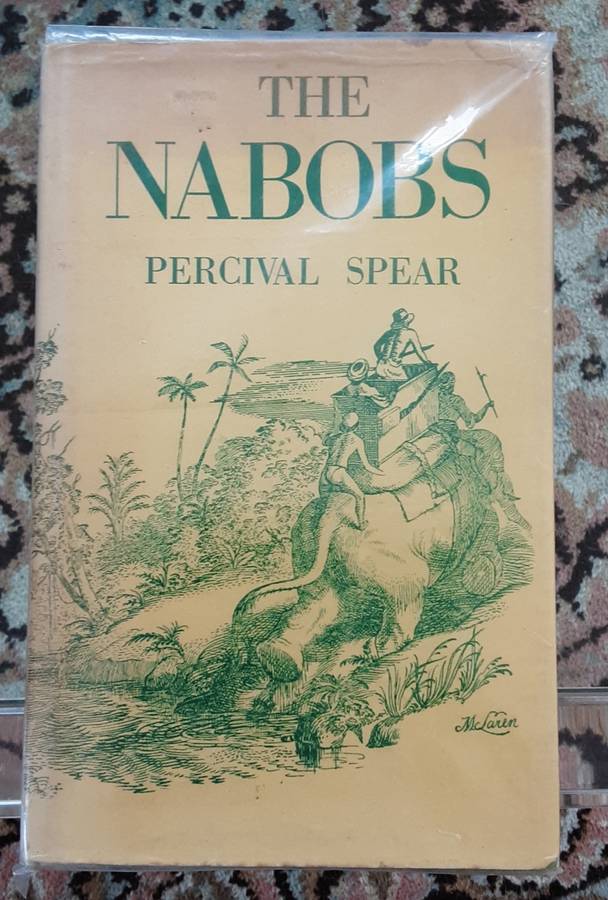 THE
NABOBS
PERCIVAL SPEAR
McLaren